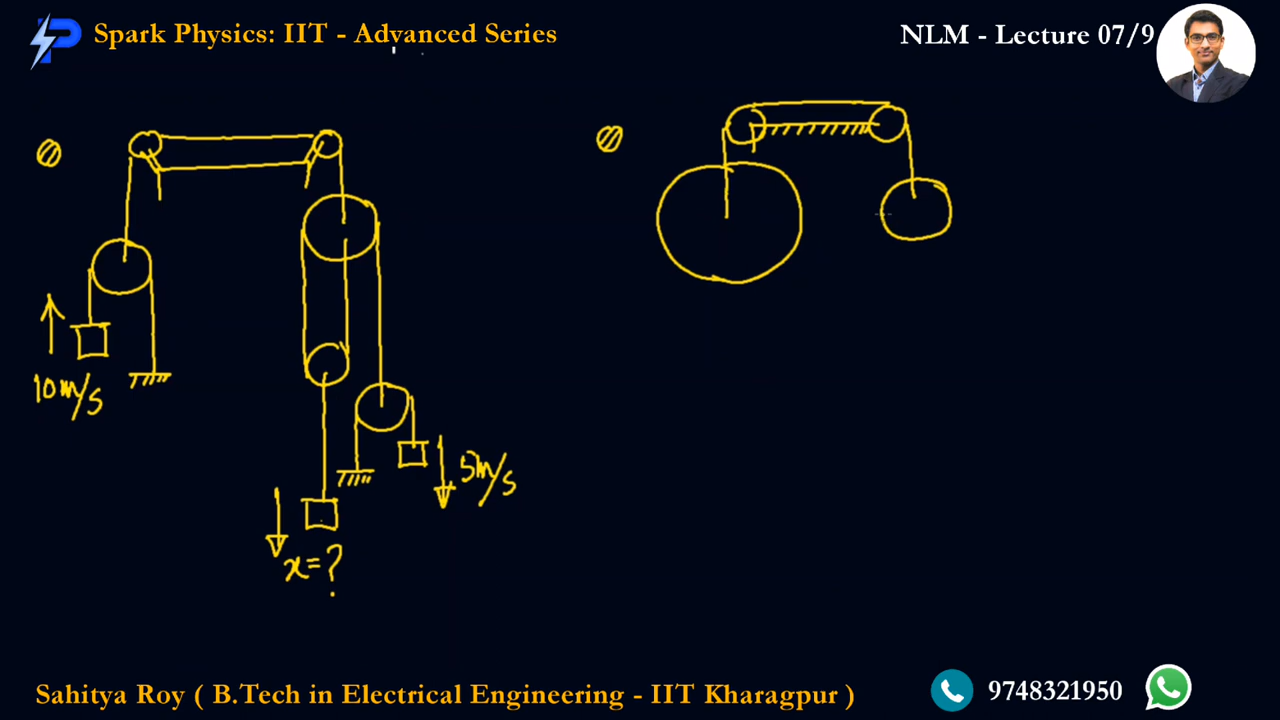 Spark Physics: IIT - Advanced Series
NLM - Lecture 07/9
10m/s
5m/s
x=?
Sahitya Roy ( B.Tech in Electrical Engineering - IIT Kharagpur )
9748321950